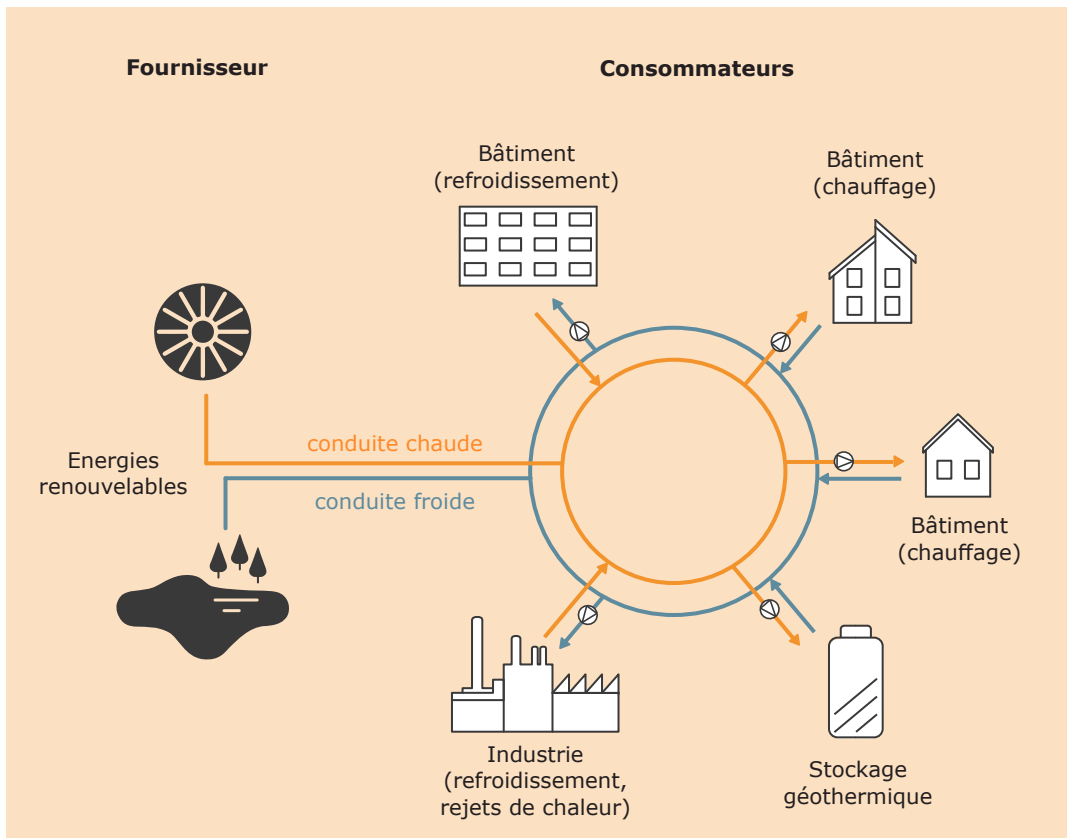 Fournisseur
Consommateurs
Bâtiment
(refroidissement)
Bâtiment
(chauffage)
conduite chaude
Energies
renouvelables
conduite froide
Bâtiment
(chauffage)
Industrie
(refroidissement,
rejets de chaleur)
Stockage
géothermique